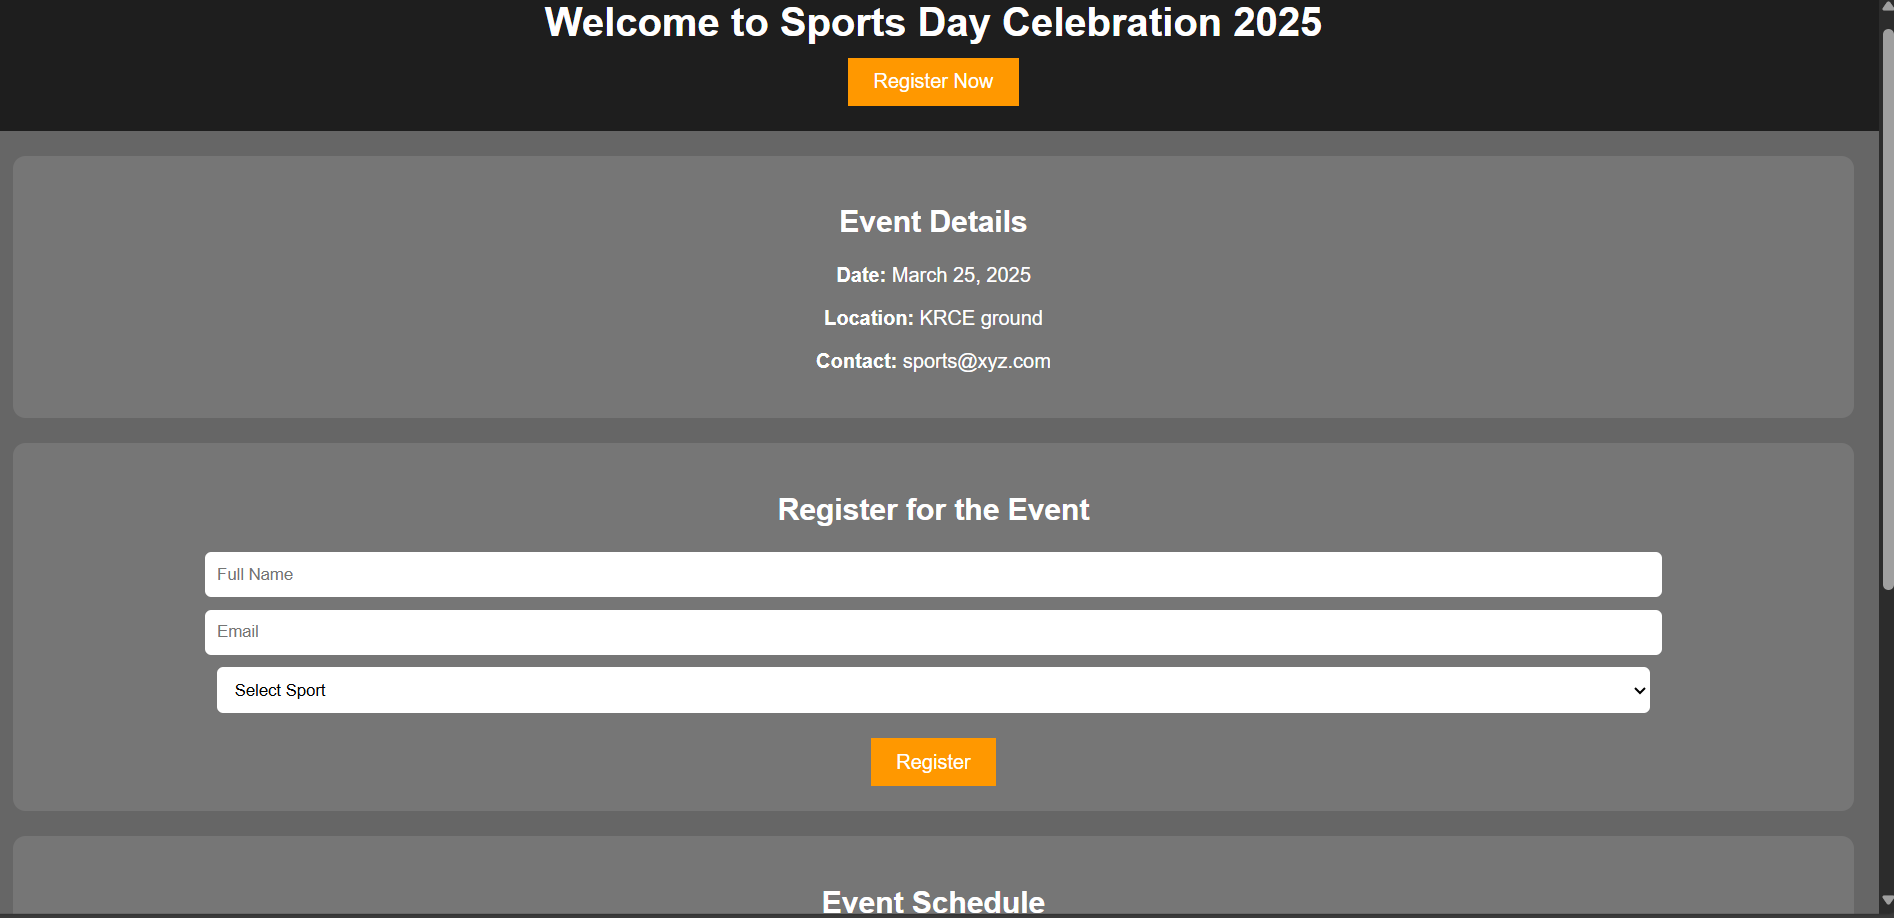 Welcome to Sports Day Celebration 2025
Register Now
Event Details
Date: March 25, 2025
Location: KRCE ground
Contact: sports@xyz.com
Register for the Event
Full Name
Email
Select Sport
Register
Event Schedule